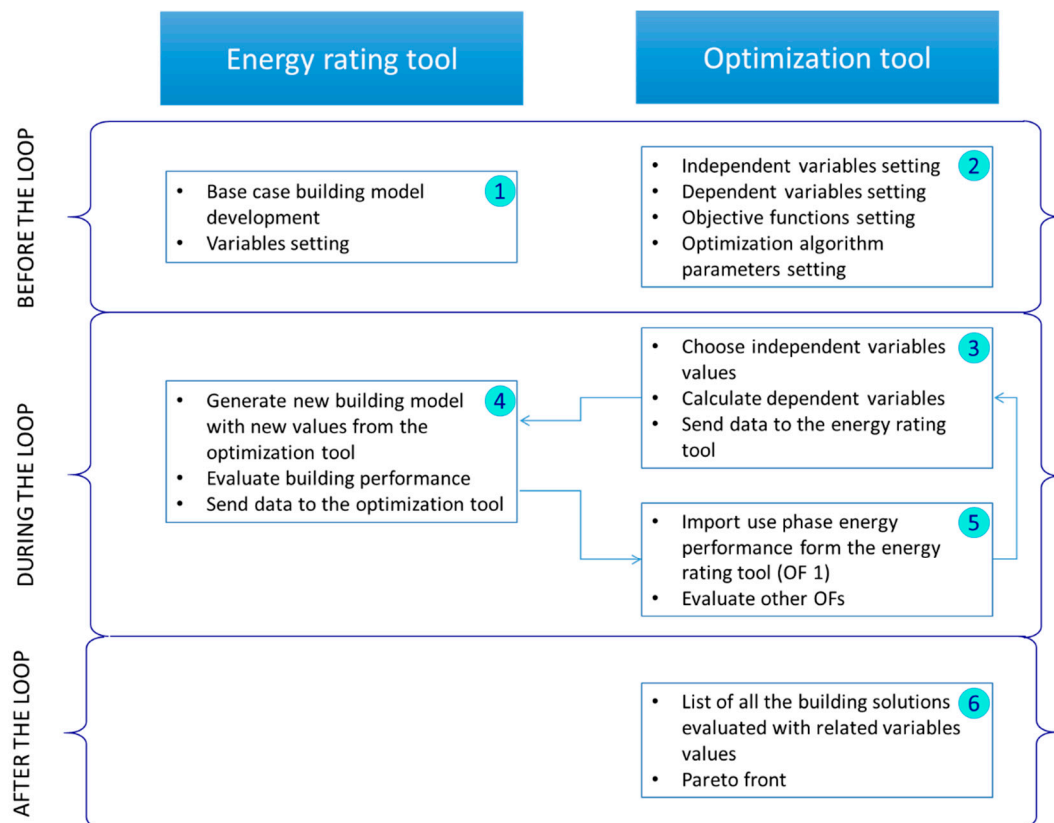 Energy rating tool
Optimization tool
BEFORE THE LOOP
1
• Base case building model
development
• Variables setting
2
• Independent variables setting
• Dependent variables setting
• Objective functions setting
• Optimization algorithm
parameters setting
DURING THE LOOP
3
• Choose independent variables
values
• Calculate dependent variables
• Send data to the energy
rating tool
4
• Generate new building model
with new values from the
optimization tool
• Evaluate building performance
• Send data to the optimization tool
5
• Import use phase energy
performance form the energy
rating tool (OF 1)
• Evaluate other OFs
AFTER THE LOOP
6
• List of all the building solutions
evaluated with related variables
values
• Pareto front